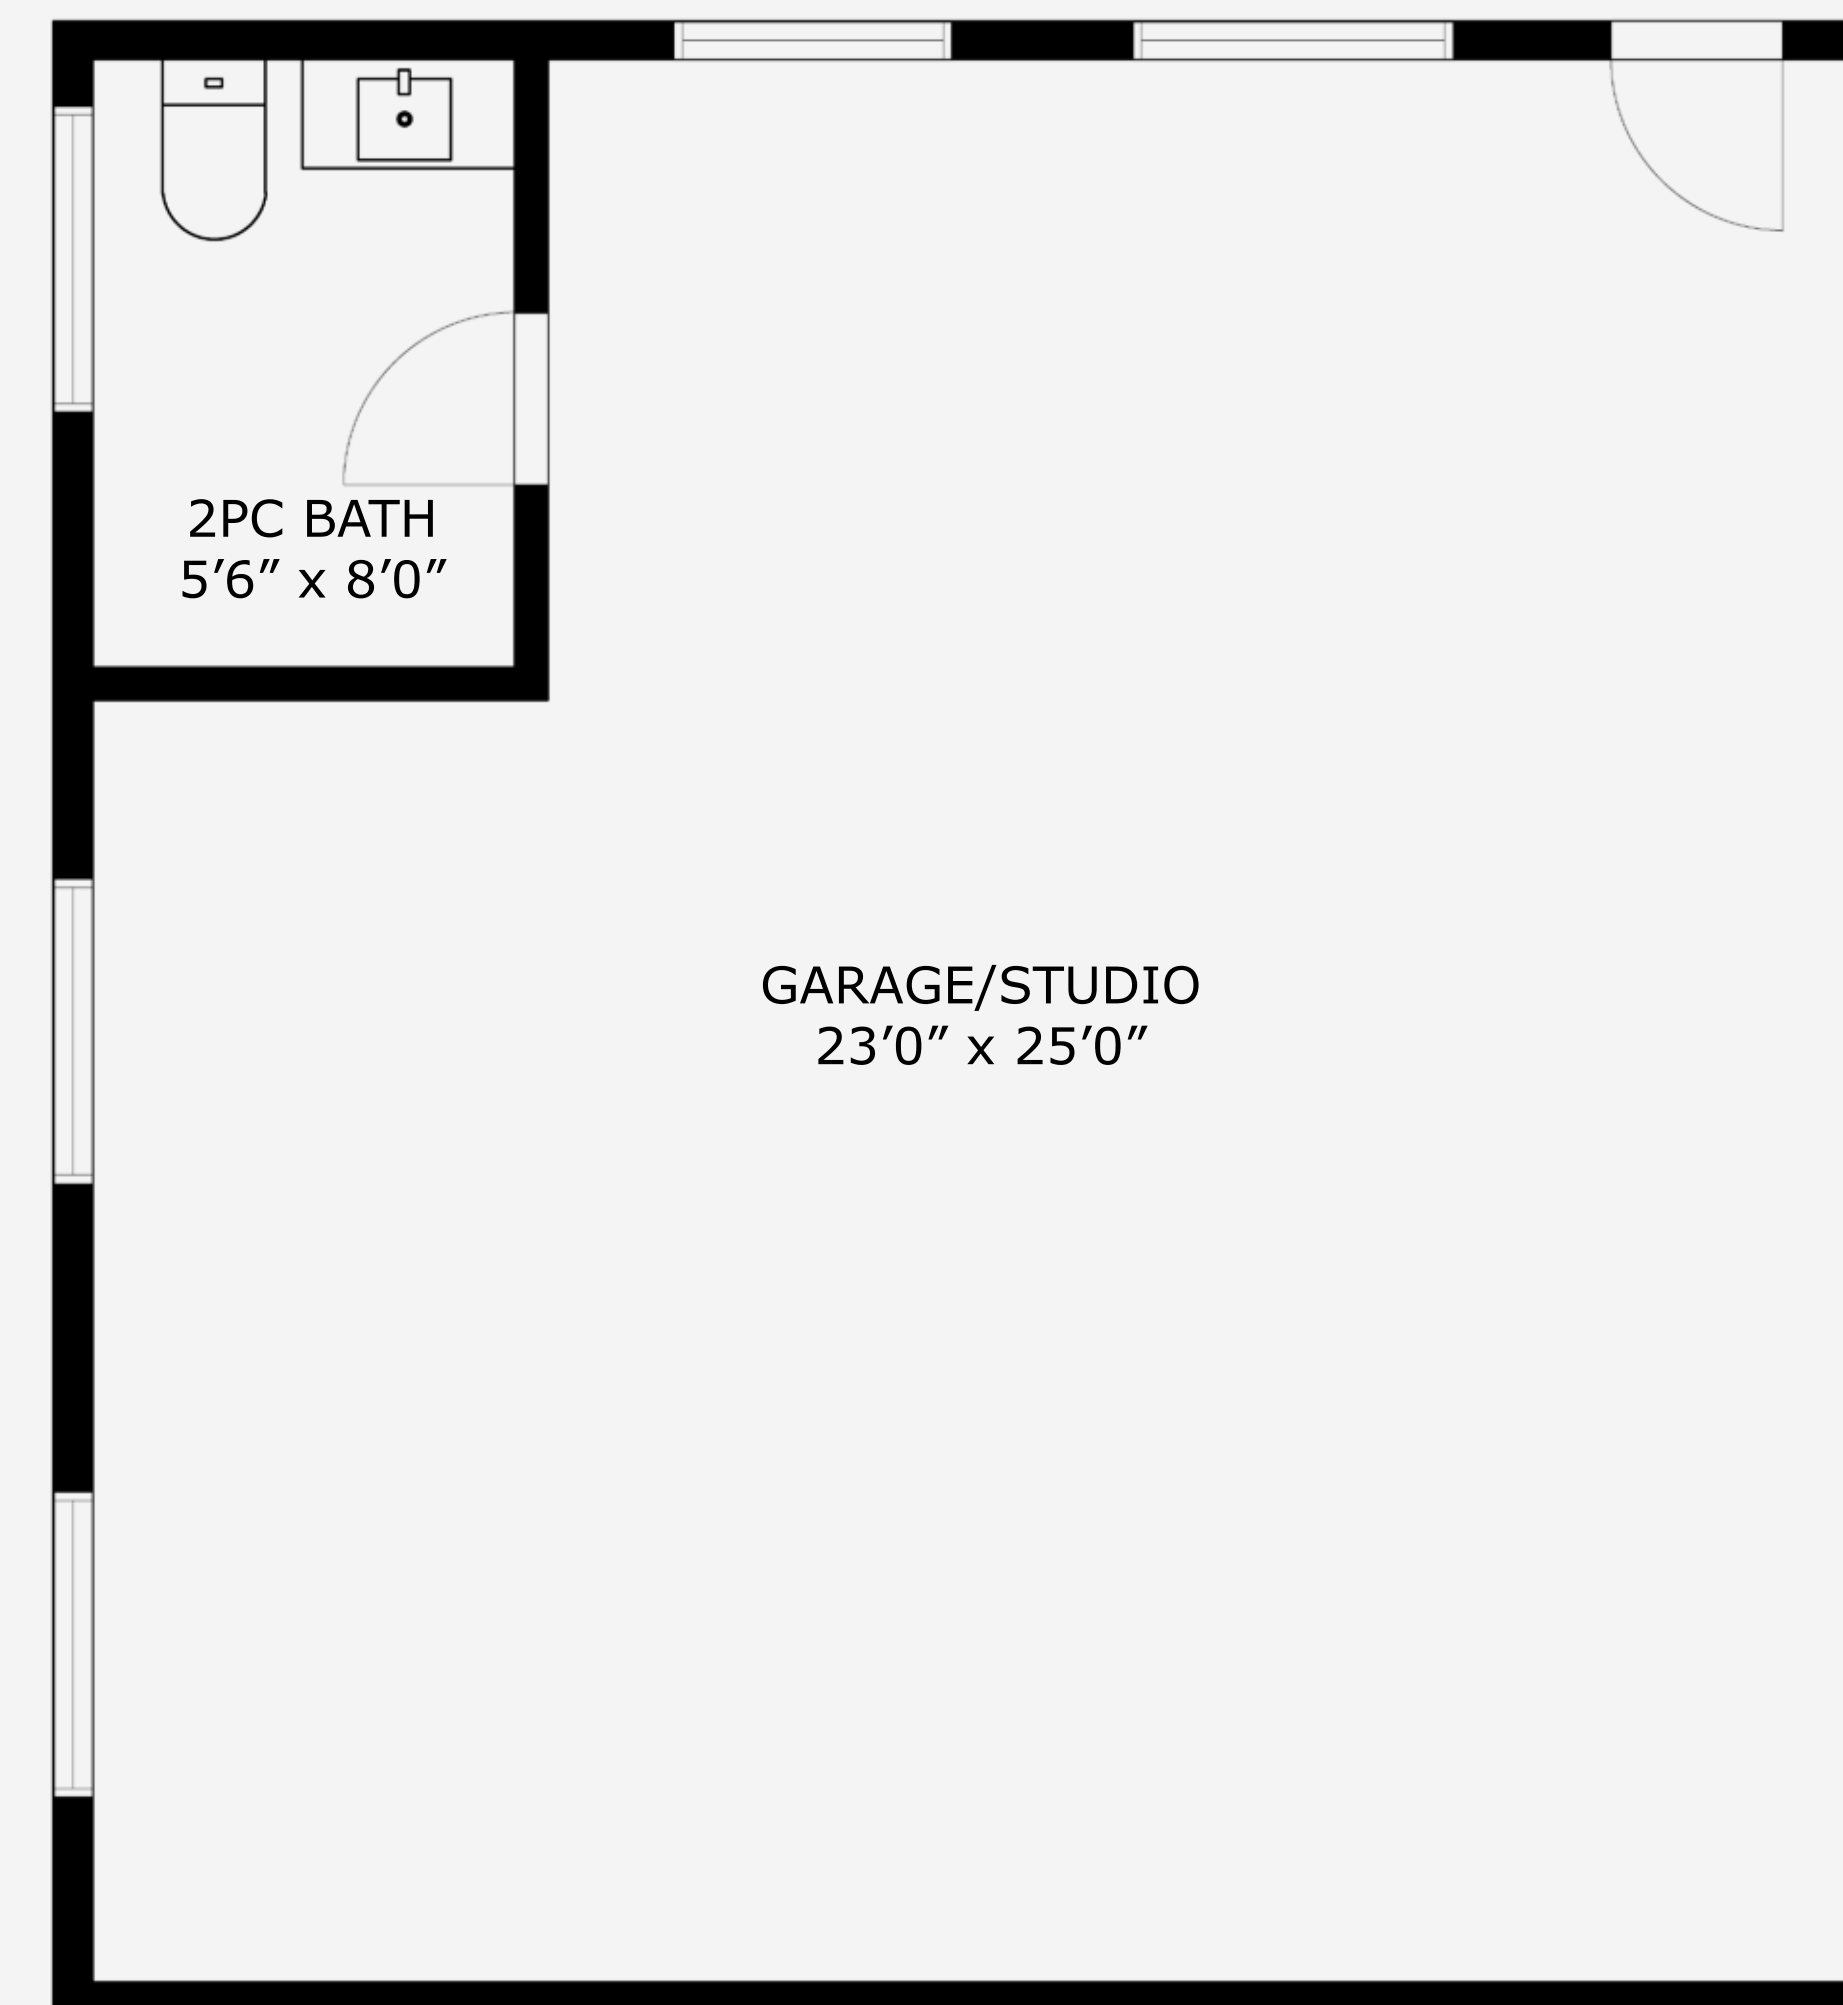 2PC BATH
5′6″ x 8′0″
GARAGE/STUDIO
23′0″ x 25′0″